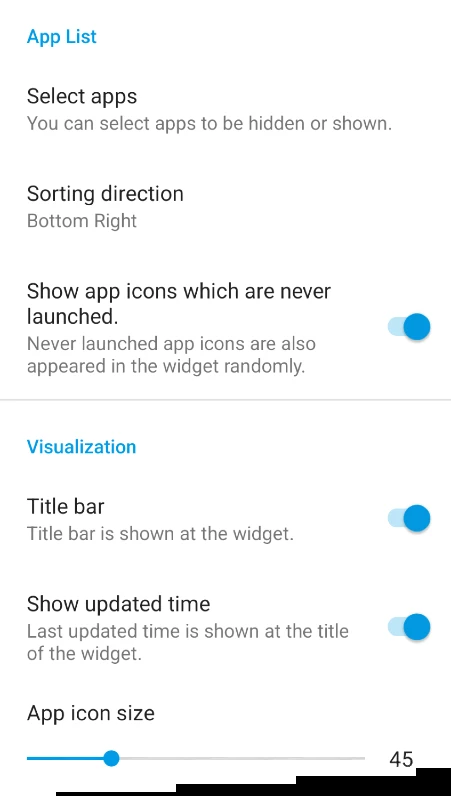 App List
Select apps
You can select apps to be hidden or shown.
Sorting direction
Bottom Right
Show app icons which are never
launched.
Never launched app icons are also
appeared in the widget randomly.
Visualization
Title bar
Title bar is shown at the widget.
Show updated time
Last updated time is shown at the title
of the widget.
App icon size
45